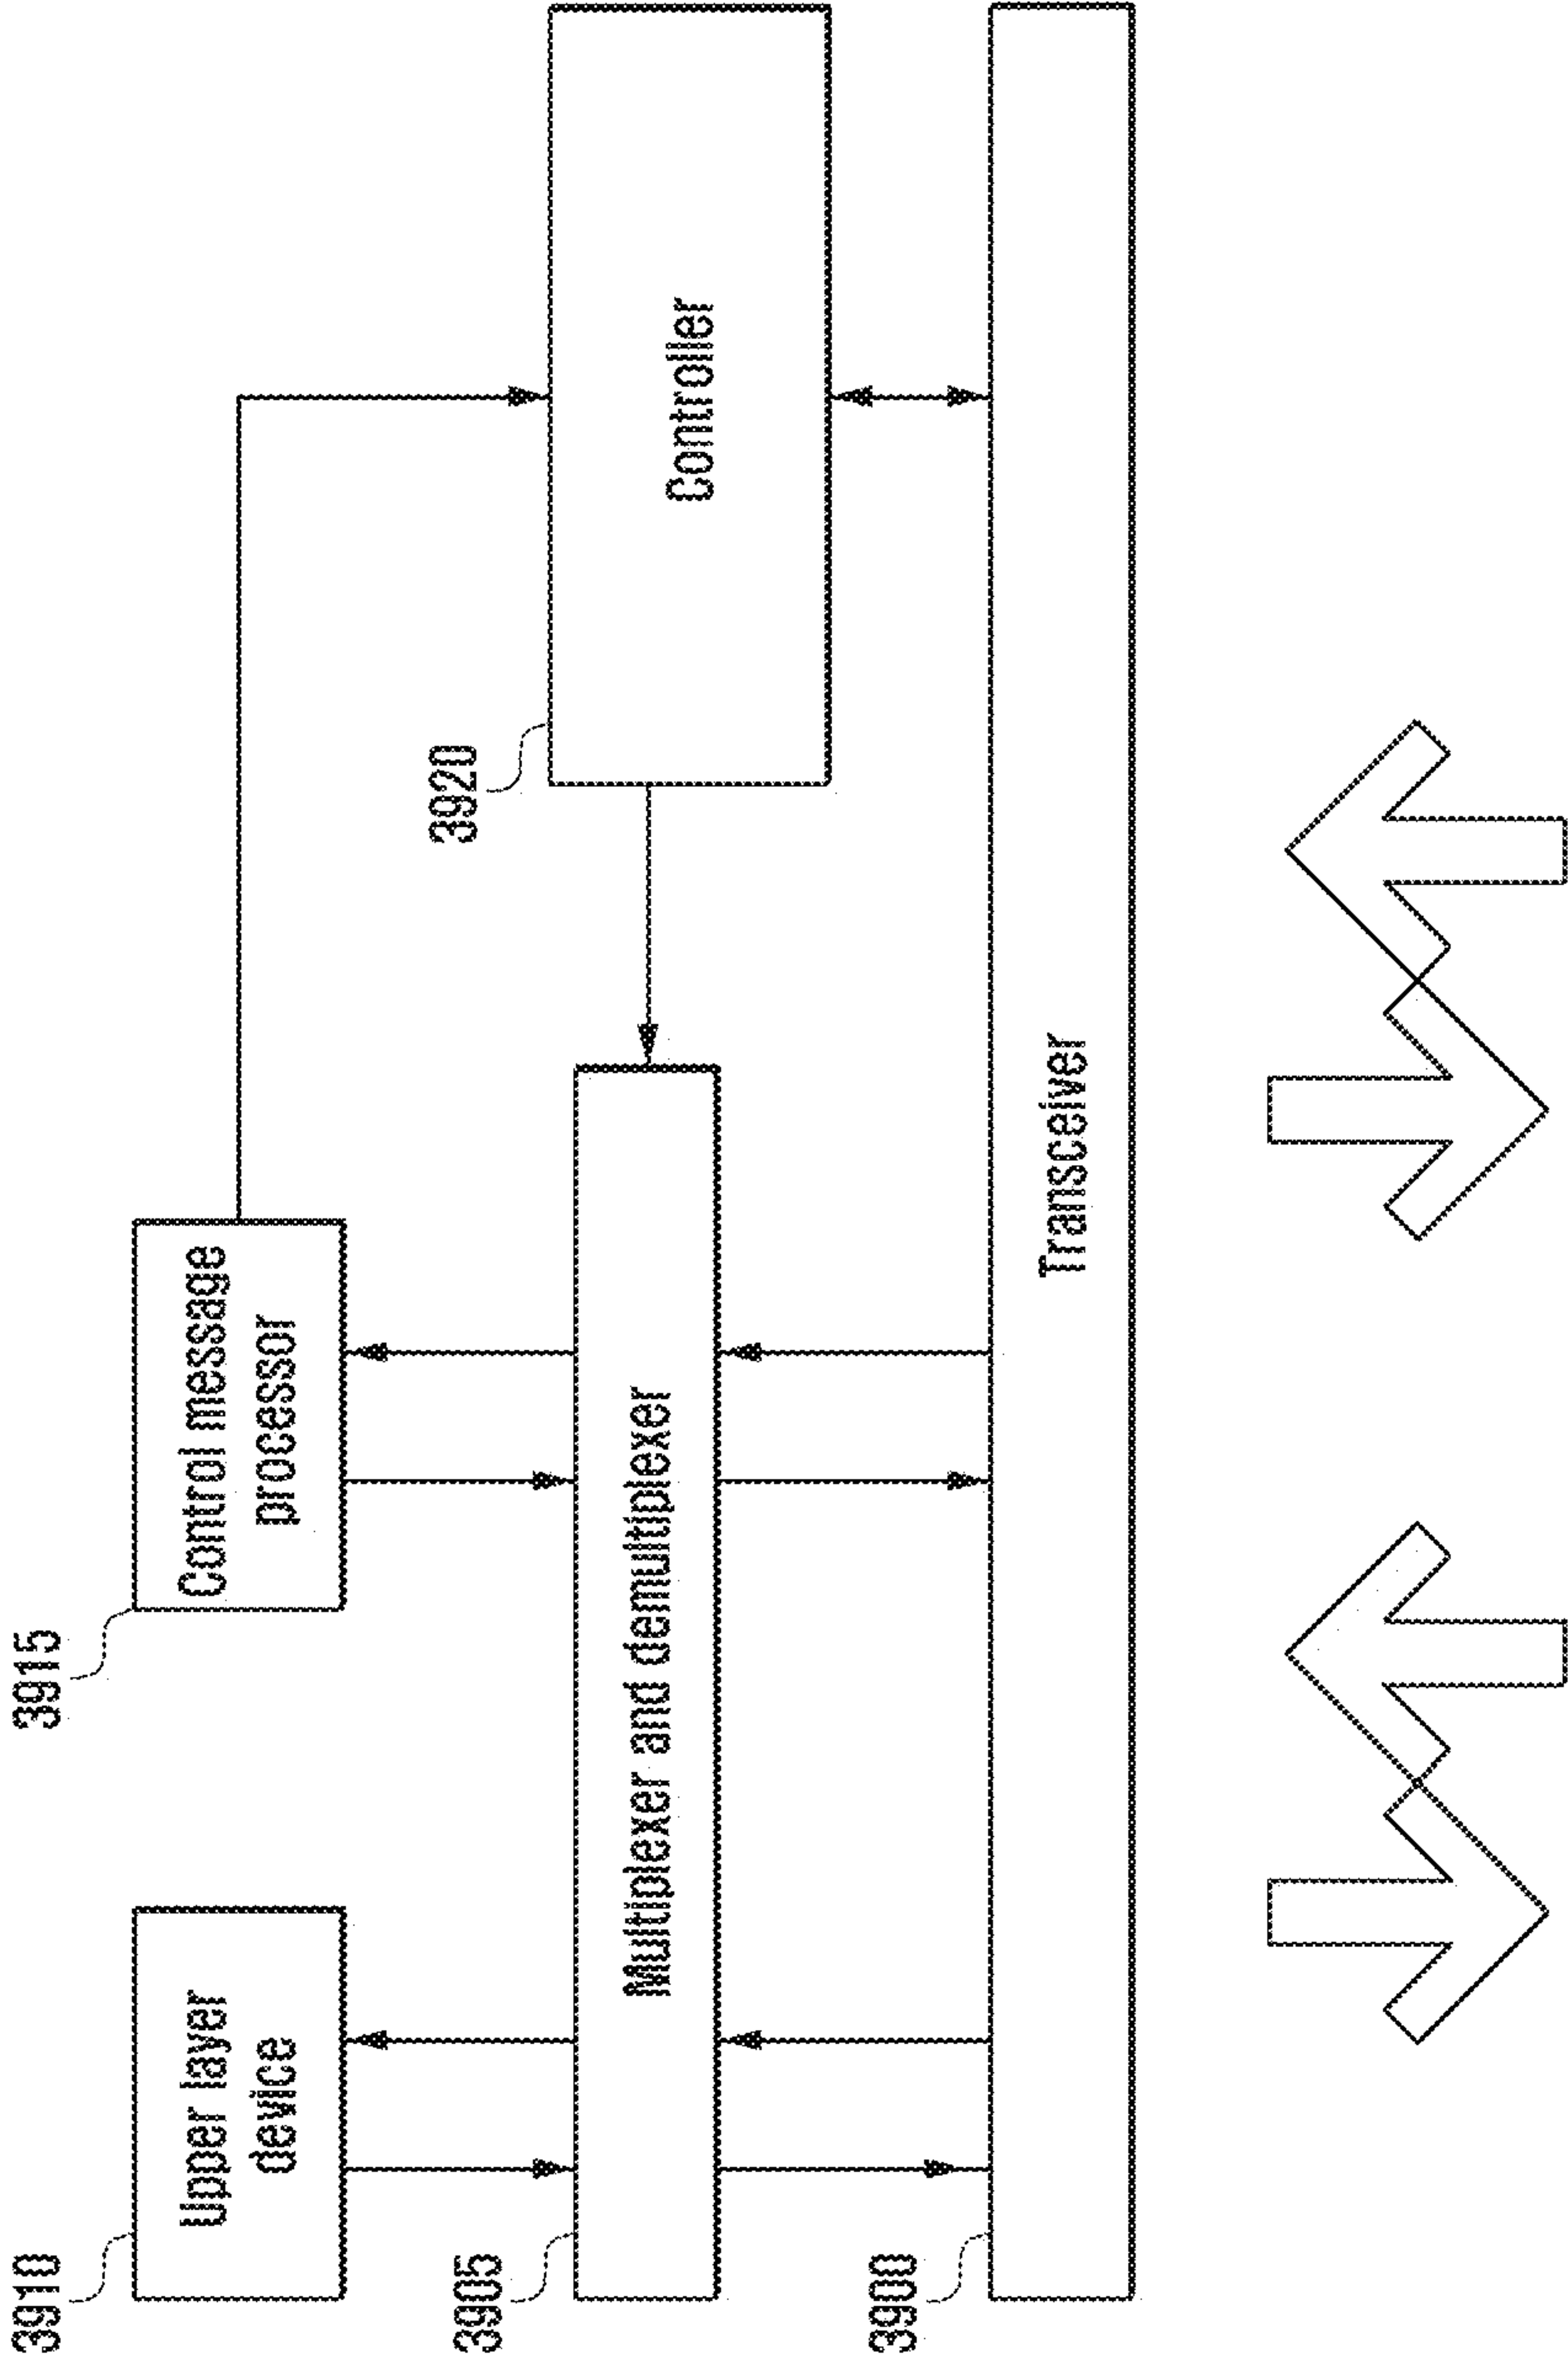 3910
Upper layer
device
3915
Control message
processor
3905
Multiplexer and demultiplexer
3920
Controller
3900
Transceiver